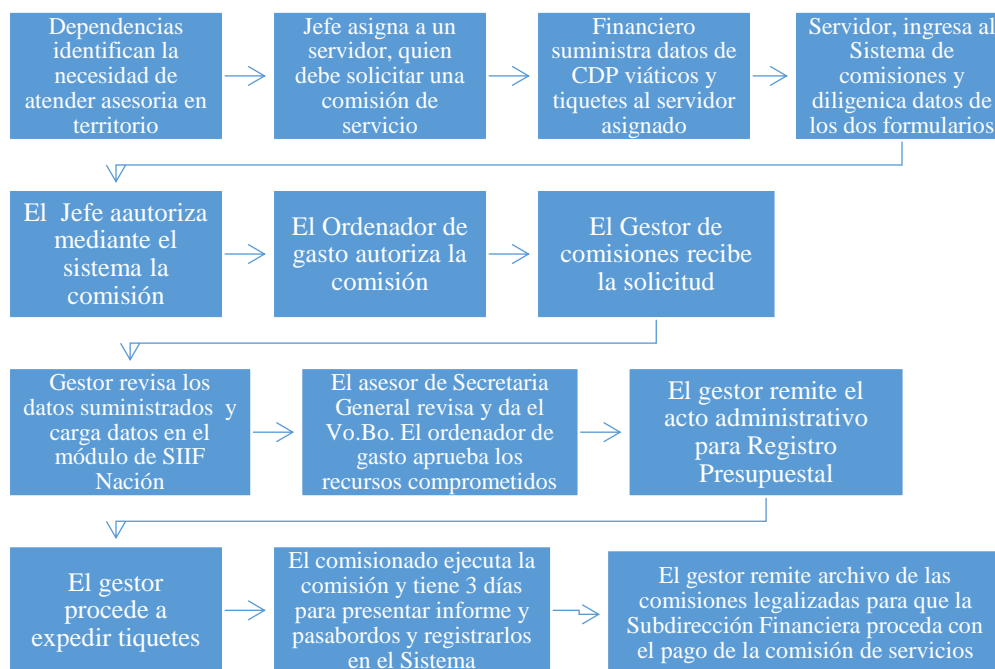 Dependencias
identifican la
necesidad de
atender asesoria en
territorio
Jefe asigna a un
servidor, quien
debe solicitar una
comisión de
servicio
Financiero
suministra datos de
CDP viáticos y
tiquetes al servidor
asignado
Servidor, ingresa al
Sistema de
comisiones y
diligenica datos de
los dos formularios
El Jefe aautoriza
mediante el
sistema la
comisión
El Ordenador de
gasto autoriza la
comisión
El Gestor de
comisiones recibe
la solicitud
Gestor revisa los
datos suministrados y
carga datos en el
módulo de SIIF
Nación
El asesor de Secretaria
General revisa y da el
Vo.Bo. El ordenador de
gasto aprueba los
recursos comprometidos
El gestor remite el
acto administrativo
para Registro
Presupuestal
El gestor
procede a
expedir tiquetes
El comisionado ejecuta la
comisión y tiene 3 días
para presentar informe y
pasabordos y registrarlos
en el Sistema
El gestor remite archivo de las
comisiones legalizadas para que la
Subdirección Financiera proceda con
el pago de la comisión de servicios